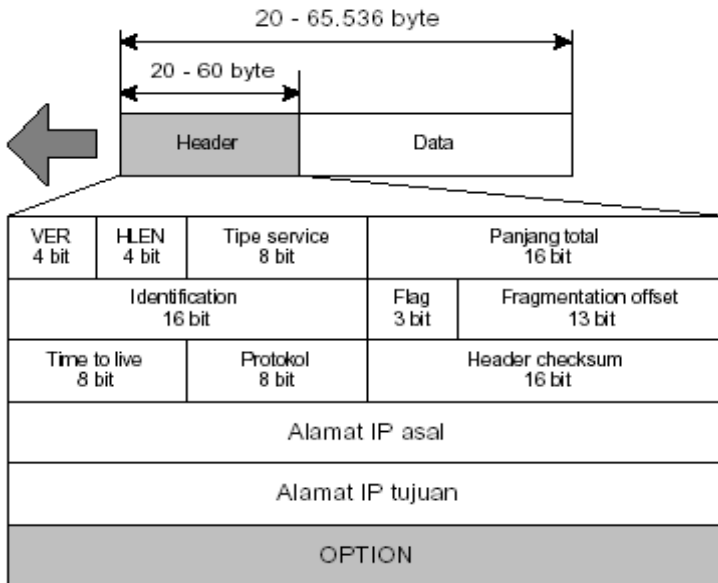 20 - 65.536 byte
20 - 60 byte
Header Data
VER HLEN Tipe service Panjang total
4 bit 4 bit 8 bit 16 bit
Identification Flag Fragmentation offset
16 bit 3 bit 13 bit
Time to live Protokol Header checksum
8 bit 8 bit 16 bit
Alamat IP asal
Alamat IP tujuan
OPTION